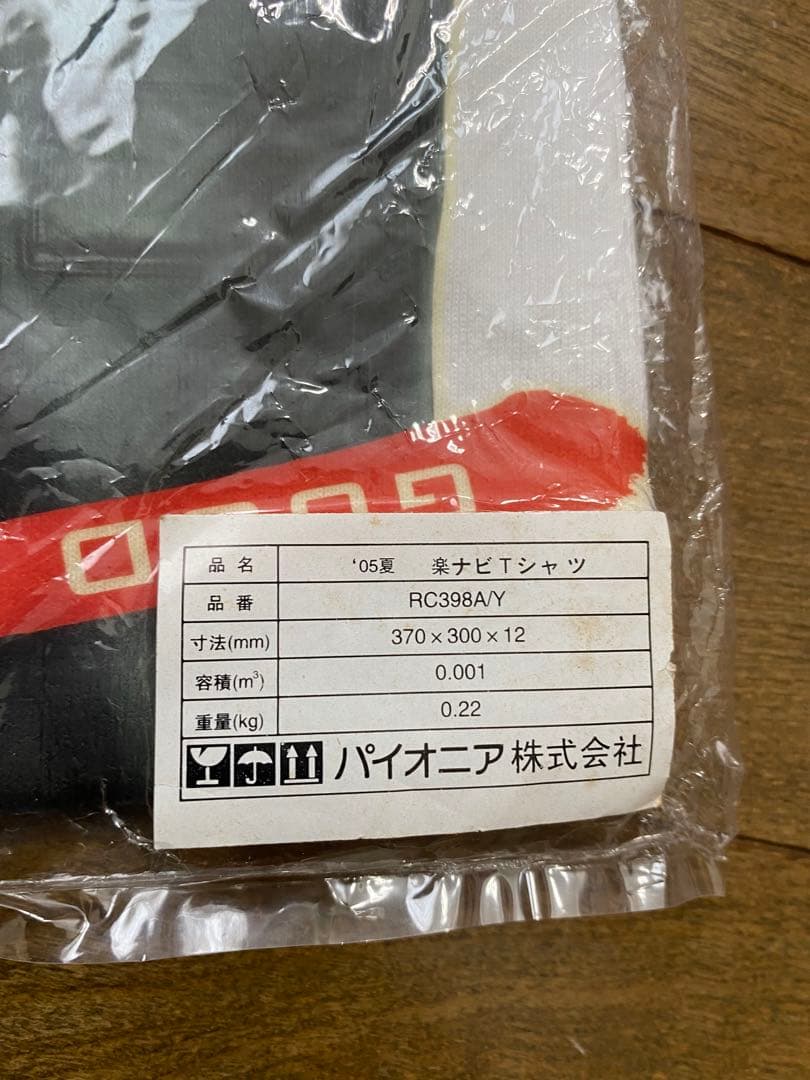 品名 '05夏 楽ナビTシャツ
品番 RC398A/Y
寸法(mm) 370×300×12
容積(m³) 0.001
重量(kg) 0.22
パイオニア株式会社